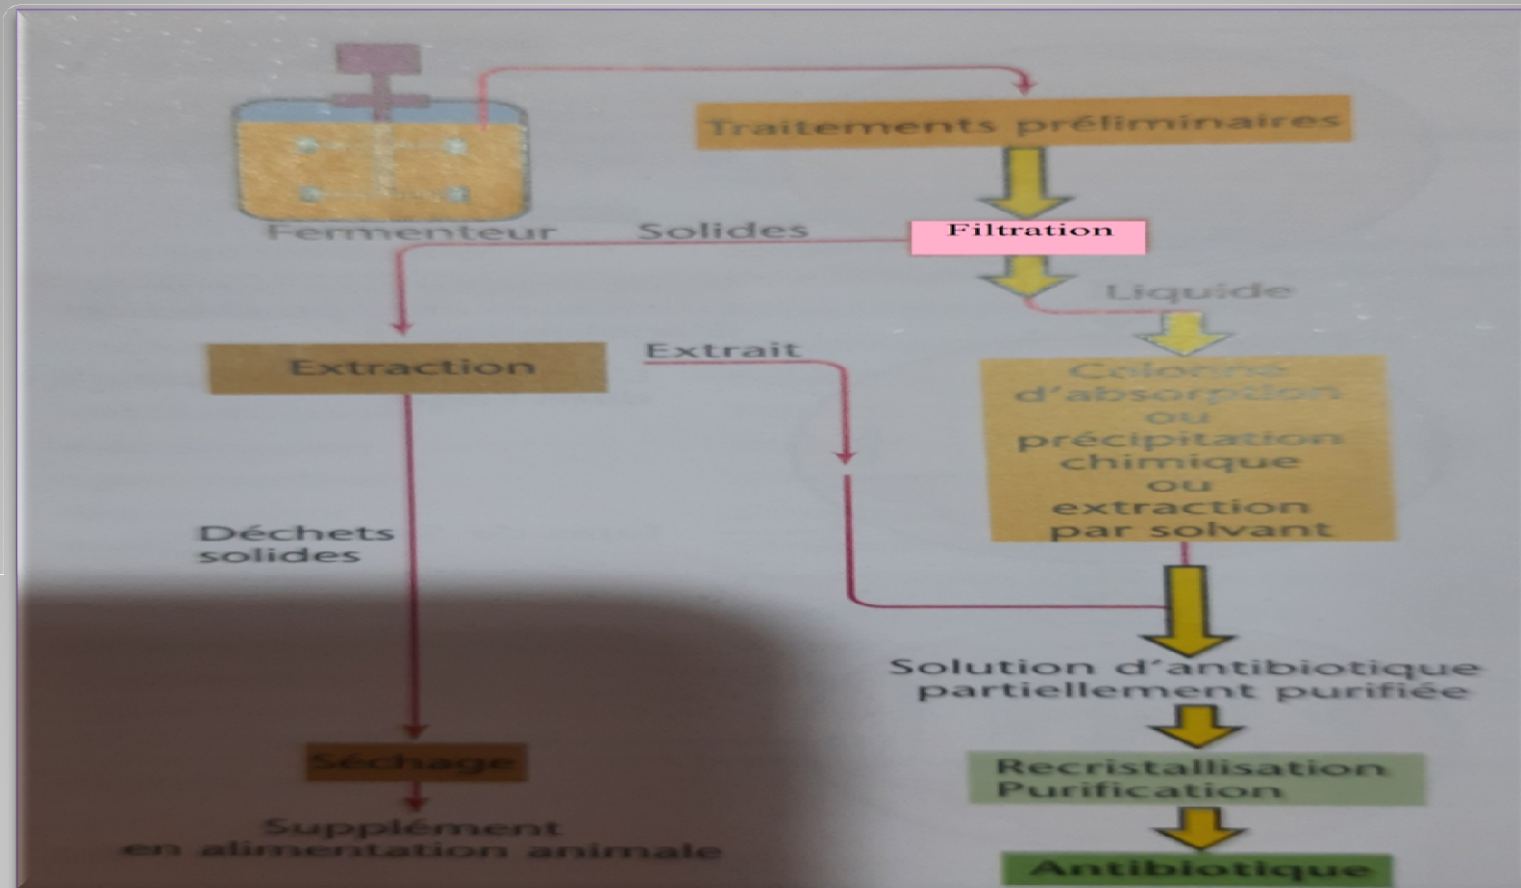 Traitements préliminaires
Fermenteur
Solides
Filtration
Liquide
Extraction
Extrait
Colonne
d'absorption
ou
précipitation
chimique
ou
extraction
par solvant
Déchets
solides
Solution d'antibiotique
partiellement purifiée
Séchage
Recristallisation
Purification
Supplément
en alimentation animale
Antibiotique